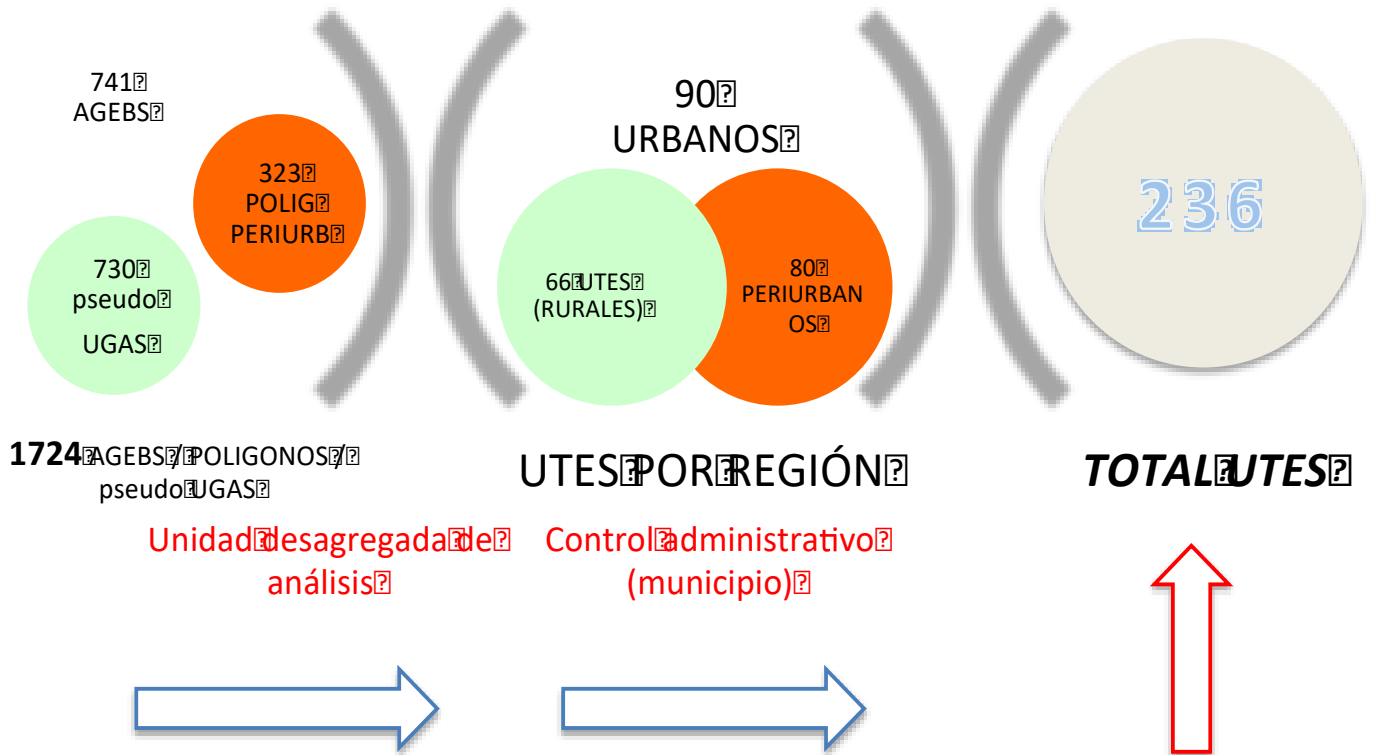 741
AGEBS
323
POLIG
PERIURB
730
pseudo
UGAS
1724 AGEBS / POLIGONOS /
pseudo UGAS
Unidad desagregada de
análisis
90
URBANOS
66 UTES
(RURALES)
80
PERIURBAN
OS
UTES POR REGIÓN
Control administrativo
(municipio)
236
TOTAL UTES